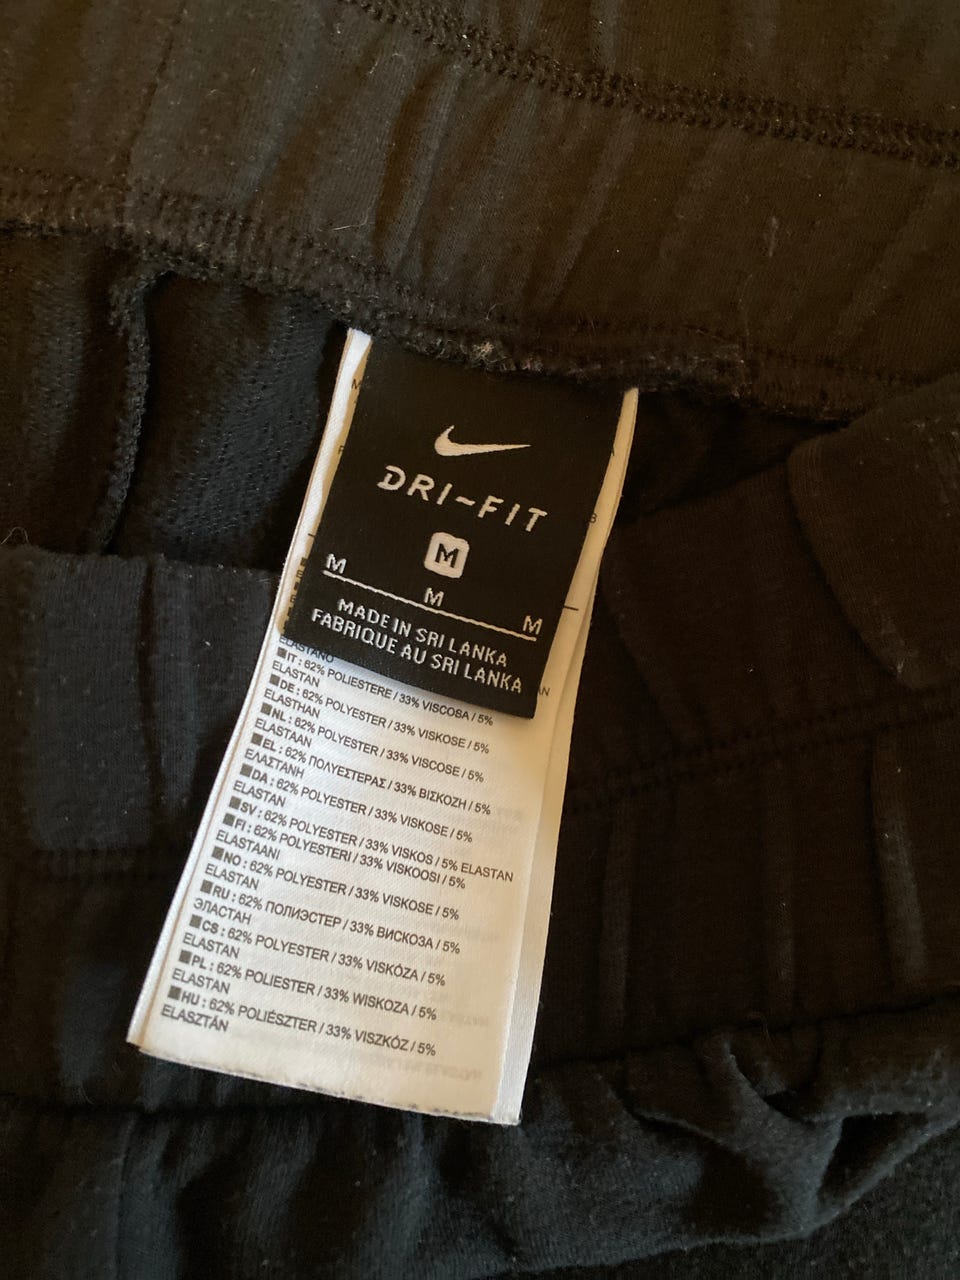 DRI-FIT
M
M M M
MADE IN SRI LANKA
FABRIQUE AU SRI LANKA
ELASTANO
■IT : 62% POLIESTERE / 33% VISCOSA / 5%
ELASTAN
■DE : 62% POLYESTER / 33% VISKOSE / 5%
ELASTHAN
■NL : 62% POLYESTER / 33% VISCOSE / 5%
ELASTAAN
■EL : 62% ΠΟΛΥΕΣΤΕΡΑΣ / 33% ΒΙΣΚΟΖΗ / 5%
ΕΛΑΣΤΑΝΗ
■DA : 62% POLYESTER / 33% VISKOSE / 5%
ELASTAN
■SV : 62% POLYESTER / 33% VISKOS / 5% ELASTAN
■FI : 62% POLYESTERI / 33% VISKOOSI / 5%
ELASTAANI
■NO : 62% POLYESTER / 33% VISKOSE / 5%
ELASTAN
■RU : 62% ПОЛИЭСТЕР / 33% ВИСКОЗА / 5%
ЭЛАСТАН
■CS : 62% POLYESTER / 33% VISKÓZA / 5%
ELASTAN
■PL : 62% POLIESTER / 33% WISKOZA / 5%
ELASTAN
■HU : 62% POLIÉSZTER / 33% VISZKÓZ / 5%
ELASZTÁN